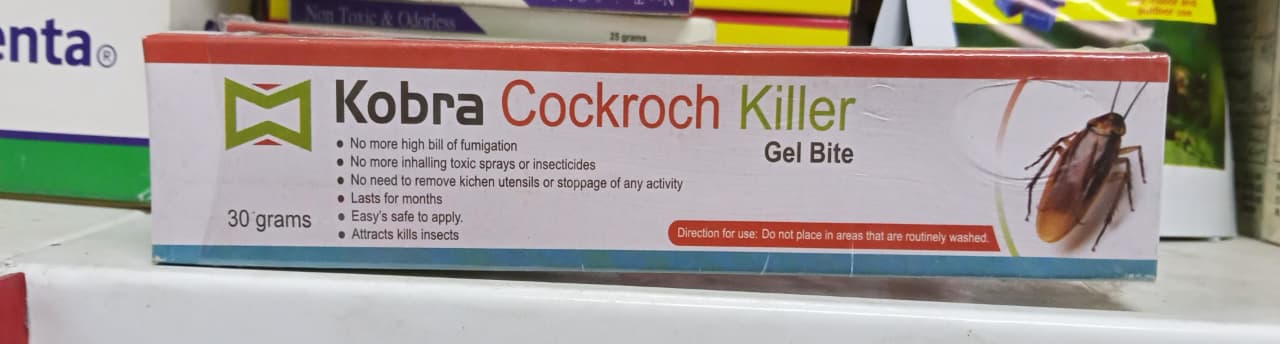 Non Toxic & Odorless
25 grams
enta®
Kobra Cockroch Killer
Gel Bite
No more high bill of fumigation
No more inhalling toxic sprays or insecticides
No need to remove kichen utensils or stoppage of any activity
Lasts for months
Easy's safe to apply.
Attracts kills insects
30 grams
Direction for use: Do not place in areas that are routinely washed.